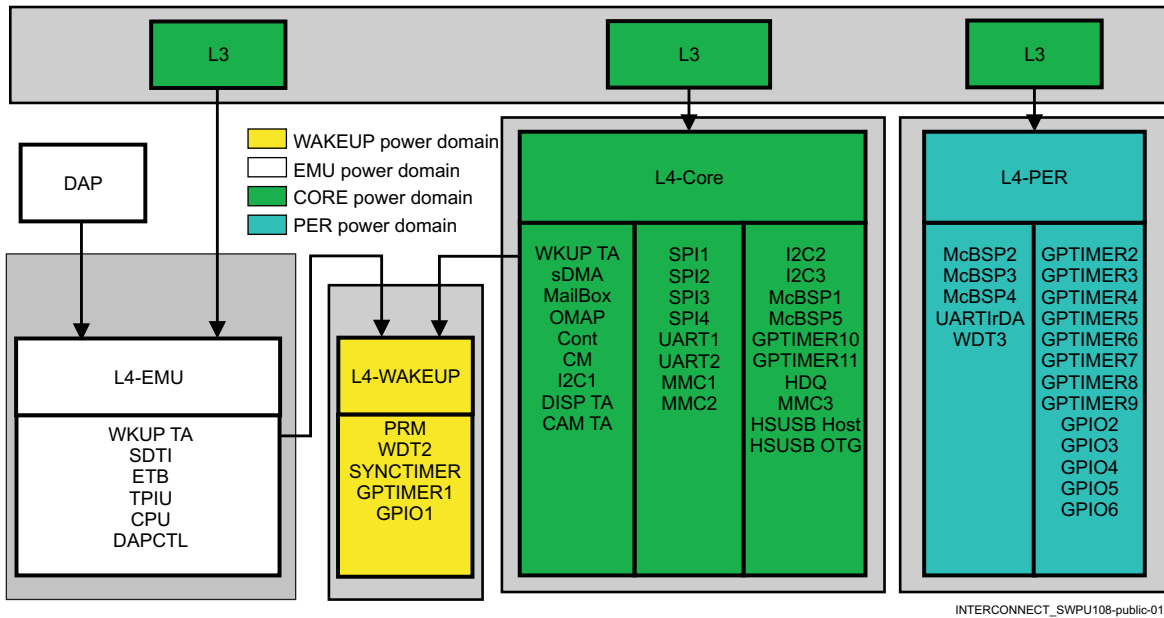 L3
L3
L3
WAKEUP power domain
EMU power domain
CORE power domain
PER power domain
DAP
L4-EMU
WKUP TA
SDTI
ETB
TPIU
CPU
DAPCTL
L4-WAKEUP
PRM
WDT2
SYNCTIMER
GPTIMER1
GPIO1
L4-Core
WKUP TA
sDMA
MailBox
OMAP
Cont
CM
I2C1
DISP TA
CAM TA
SPI1
SPI2
SPI3
SPI4
UART1
UART2
MMC1
MMC2
I2C2
I2C3
McBSP1
McBSP5
GPTIMER10
GPTIMER11
HDQ
MMC3
HSUSB Host
HSUSB OTG
L4-PER
McBSP2
McBSP3
McBSP4
UARTIrDA
WDT3
GPTIMER2
GPTIMER3
GPTIMER4
GPTIMER5
GPTIMER6
GPTIMER7
GPTIMER8
GPTIMER9
GPIO2
GPIO3
GPIO4
GPIO5
GPIO6
INTERCONNECT_SWPU108-public-01